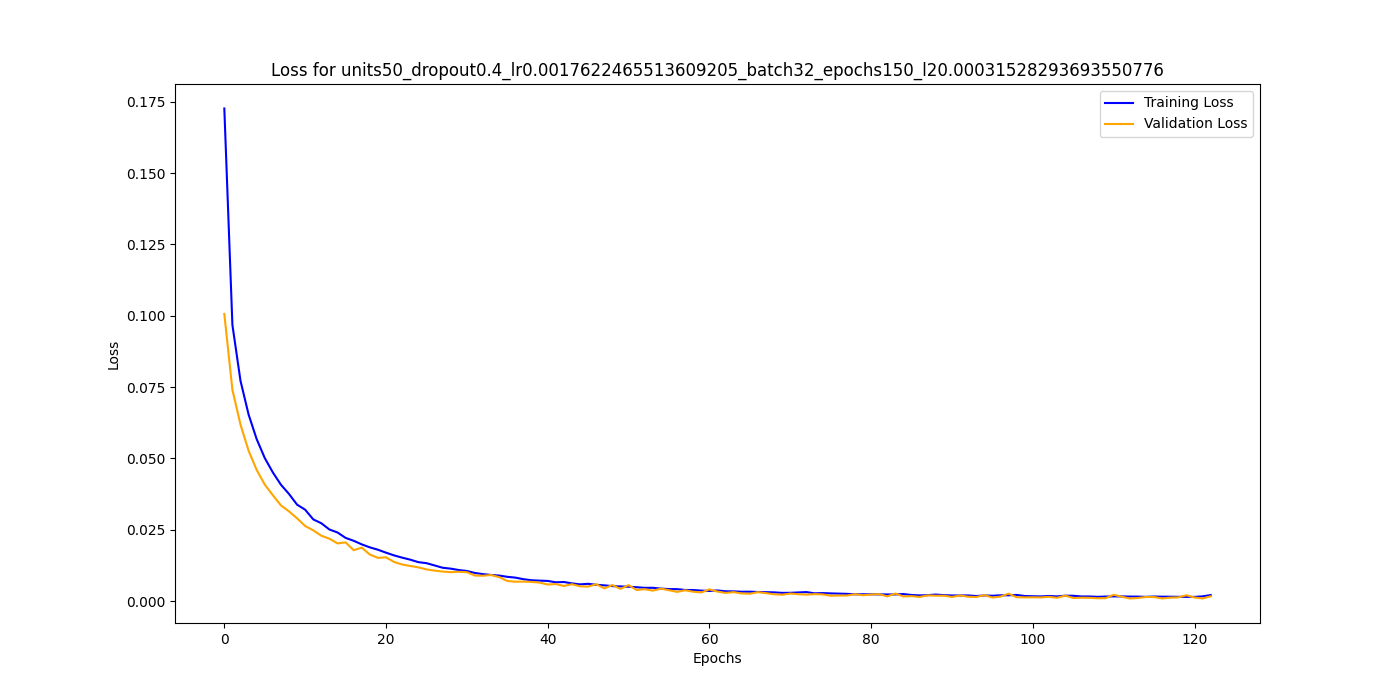 Loss for units50_dropout0.4_lr0.0017622465513609205_batch32_epochs150_l20.00031528293693550776
Training Loss
Validation Loss
0.175
0.150
0.125
0.100
0.075
0.050
0.025
0.000
Loss
0 20 40 60 80 100 120
Epochs